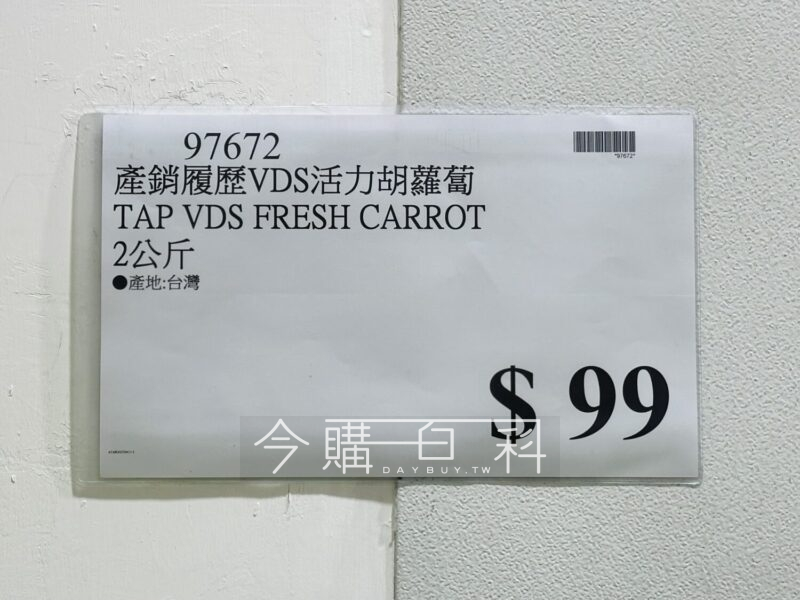 97672
*97672*
產銷履歷VDS活力胡蘿蔔
TAP VDS FRESH CARROT
2公斤
●產地:台灣
$ 99
今購百科
DAYBUY.TW